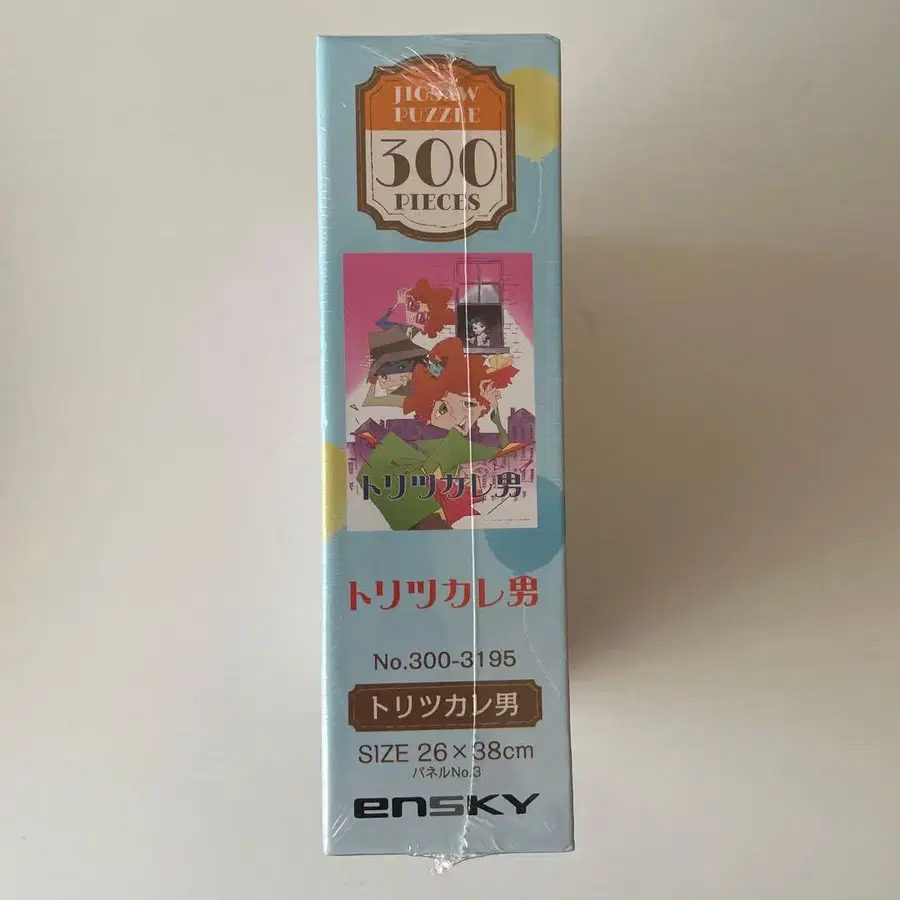 JIGSAW
PUZZLE
300
PIECES
トリツカレ男
トリツカレ男
No.300-3195
トリツカレ男
SIZE 26×38cm
パネルNo.3
ensky